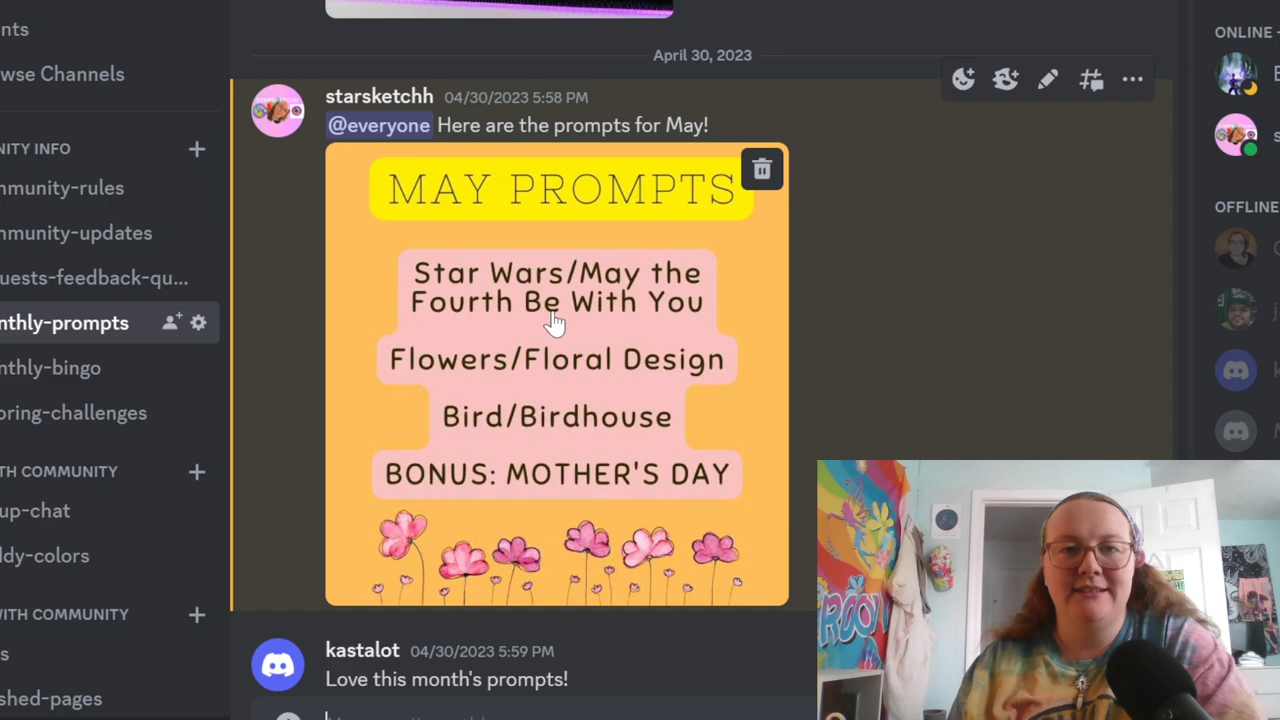 nts
wse Channels
NITY INFO
mmunity-rules
mmunity-updates
uests-feedback-qu...
nthly-prompts
nthly-bingo
oring-challenges
TH COMMUNITY
up-chat
ddy-colors
WITH COMMUNITY
s
shed-pages
April 30, 2023
starsketchh 04/30/2023 5:58 PM
@everyone Here are the prompts for May!
MAY PROMPTS
Star Wars/May the
Fourth Be With You
Flowers/Floral Design
Bird/Birdhouse
BONUS: MOTHER'S DAY
kastalot 04/30/2023 5:59 PM
Love this month's prompts!
ONLINE -
s
OFFLINE